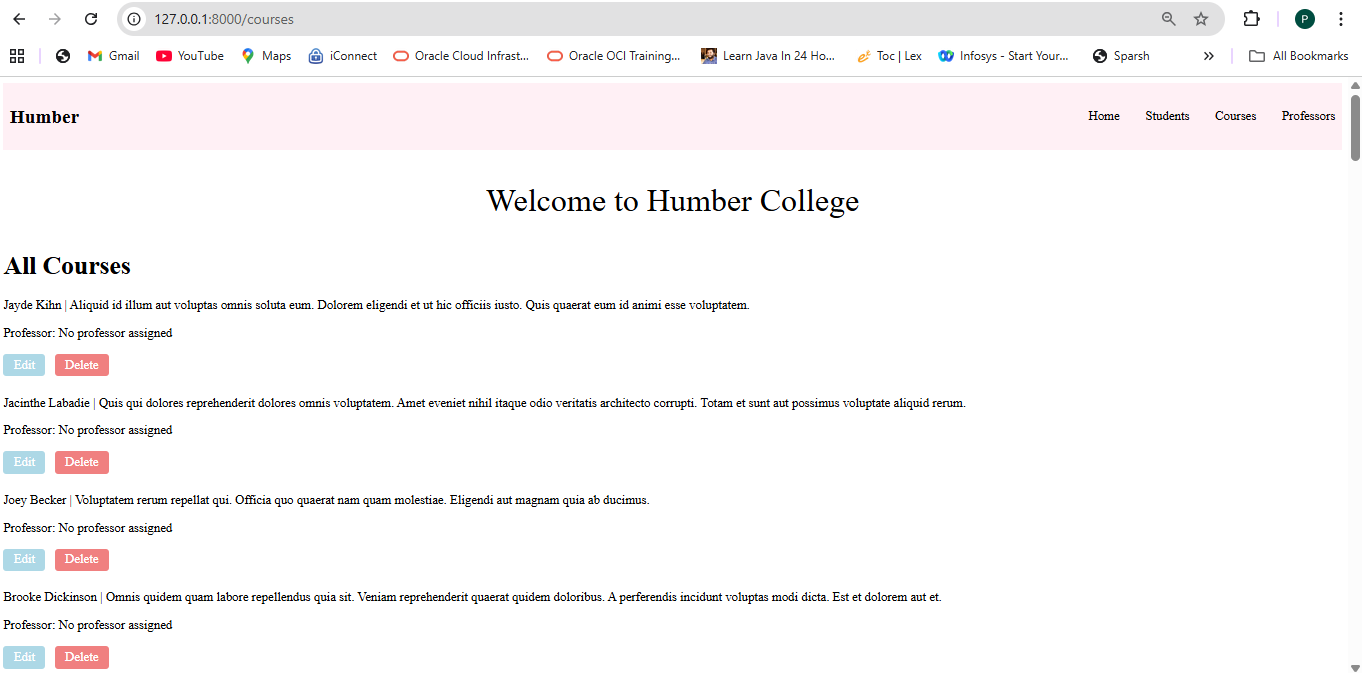 127.0.0.1:8000/courses
P
Gmail YouTube Maps iConnect Oracle Cloud Infrast... Oracle OCI Training... Learn Java In 24 Ho... Toc | Lex Infosys - Start Your... Sparsh » All Bookmarks
Humber Home Students Courses Professors
Welcome to Humber College
All Courses
Jayde Kihn | Aliquid id illum aut voluptas omnis soluta eum. Dolorem eligendi et ut hic officiis iusto. Quis quaerat eum id animi esse voluptatem.
Professor: No professor assigned
Edit Delete
Jacinthe Labadie | Quis qui dolores reprehenderit dolores omnis voluptatem. Amet eveniet nihil itaque odio veritatis architecto corrupti. Totam et sunt aut possimus voluptate aliquid rerum.
Professor: No professor assigned
Edit Delete
Joey Becker | Voluptatem rerum repellat qui. Officia quo quaerat nam quam molestiae. Eligendi aut magnam quia ab ducimus.
Professor: No professor assigned
Edit Delete
Brooke Dickinson | Omnis quidem quam labore repellendus quia sit. Veniam reprehenderit quaerat quidem doloribus. A perferendis incidunt voluptas modi dicta. Est et dolorem aut et.
Professor: No professor assigned
Edit Delete